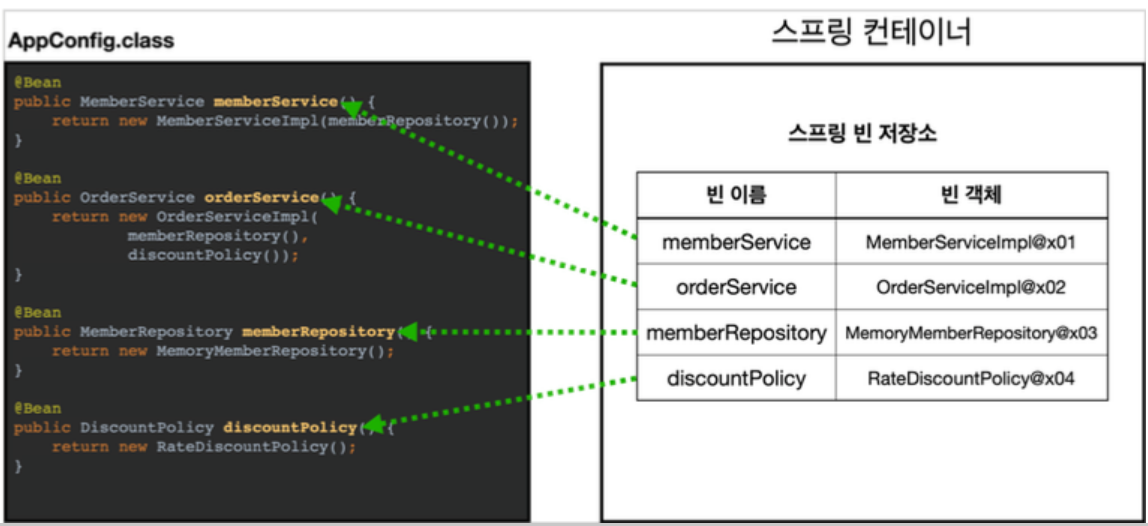 AppConfig.class
@Bean
public MemberService memberService() {
return new MemberServiceImpl(memberRepository());
}
@Bean
public OrderService orderService() {
return new OrderServiceImpl(
memberRepository(),
discountPolicy());
}
@Bean
public MemberRepository memberRepository( {
return new MemoryMemberRepository();
}
@Bean
public DiscountPolicy discountPolicy() {
return new RateDiscountPolicy();
}
스프링 컨테이너
스프링 빈 저장소
빈 이름 빈 객체
memberService MemberServiceImpl@x01
orderService OrderServiceImpl@x02
memberRepository MemoryMemberRepository@x03
discountPolicy RateDiscountPolicy@x04